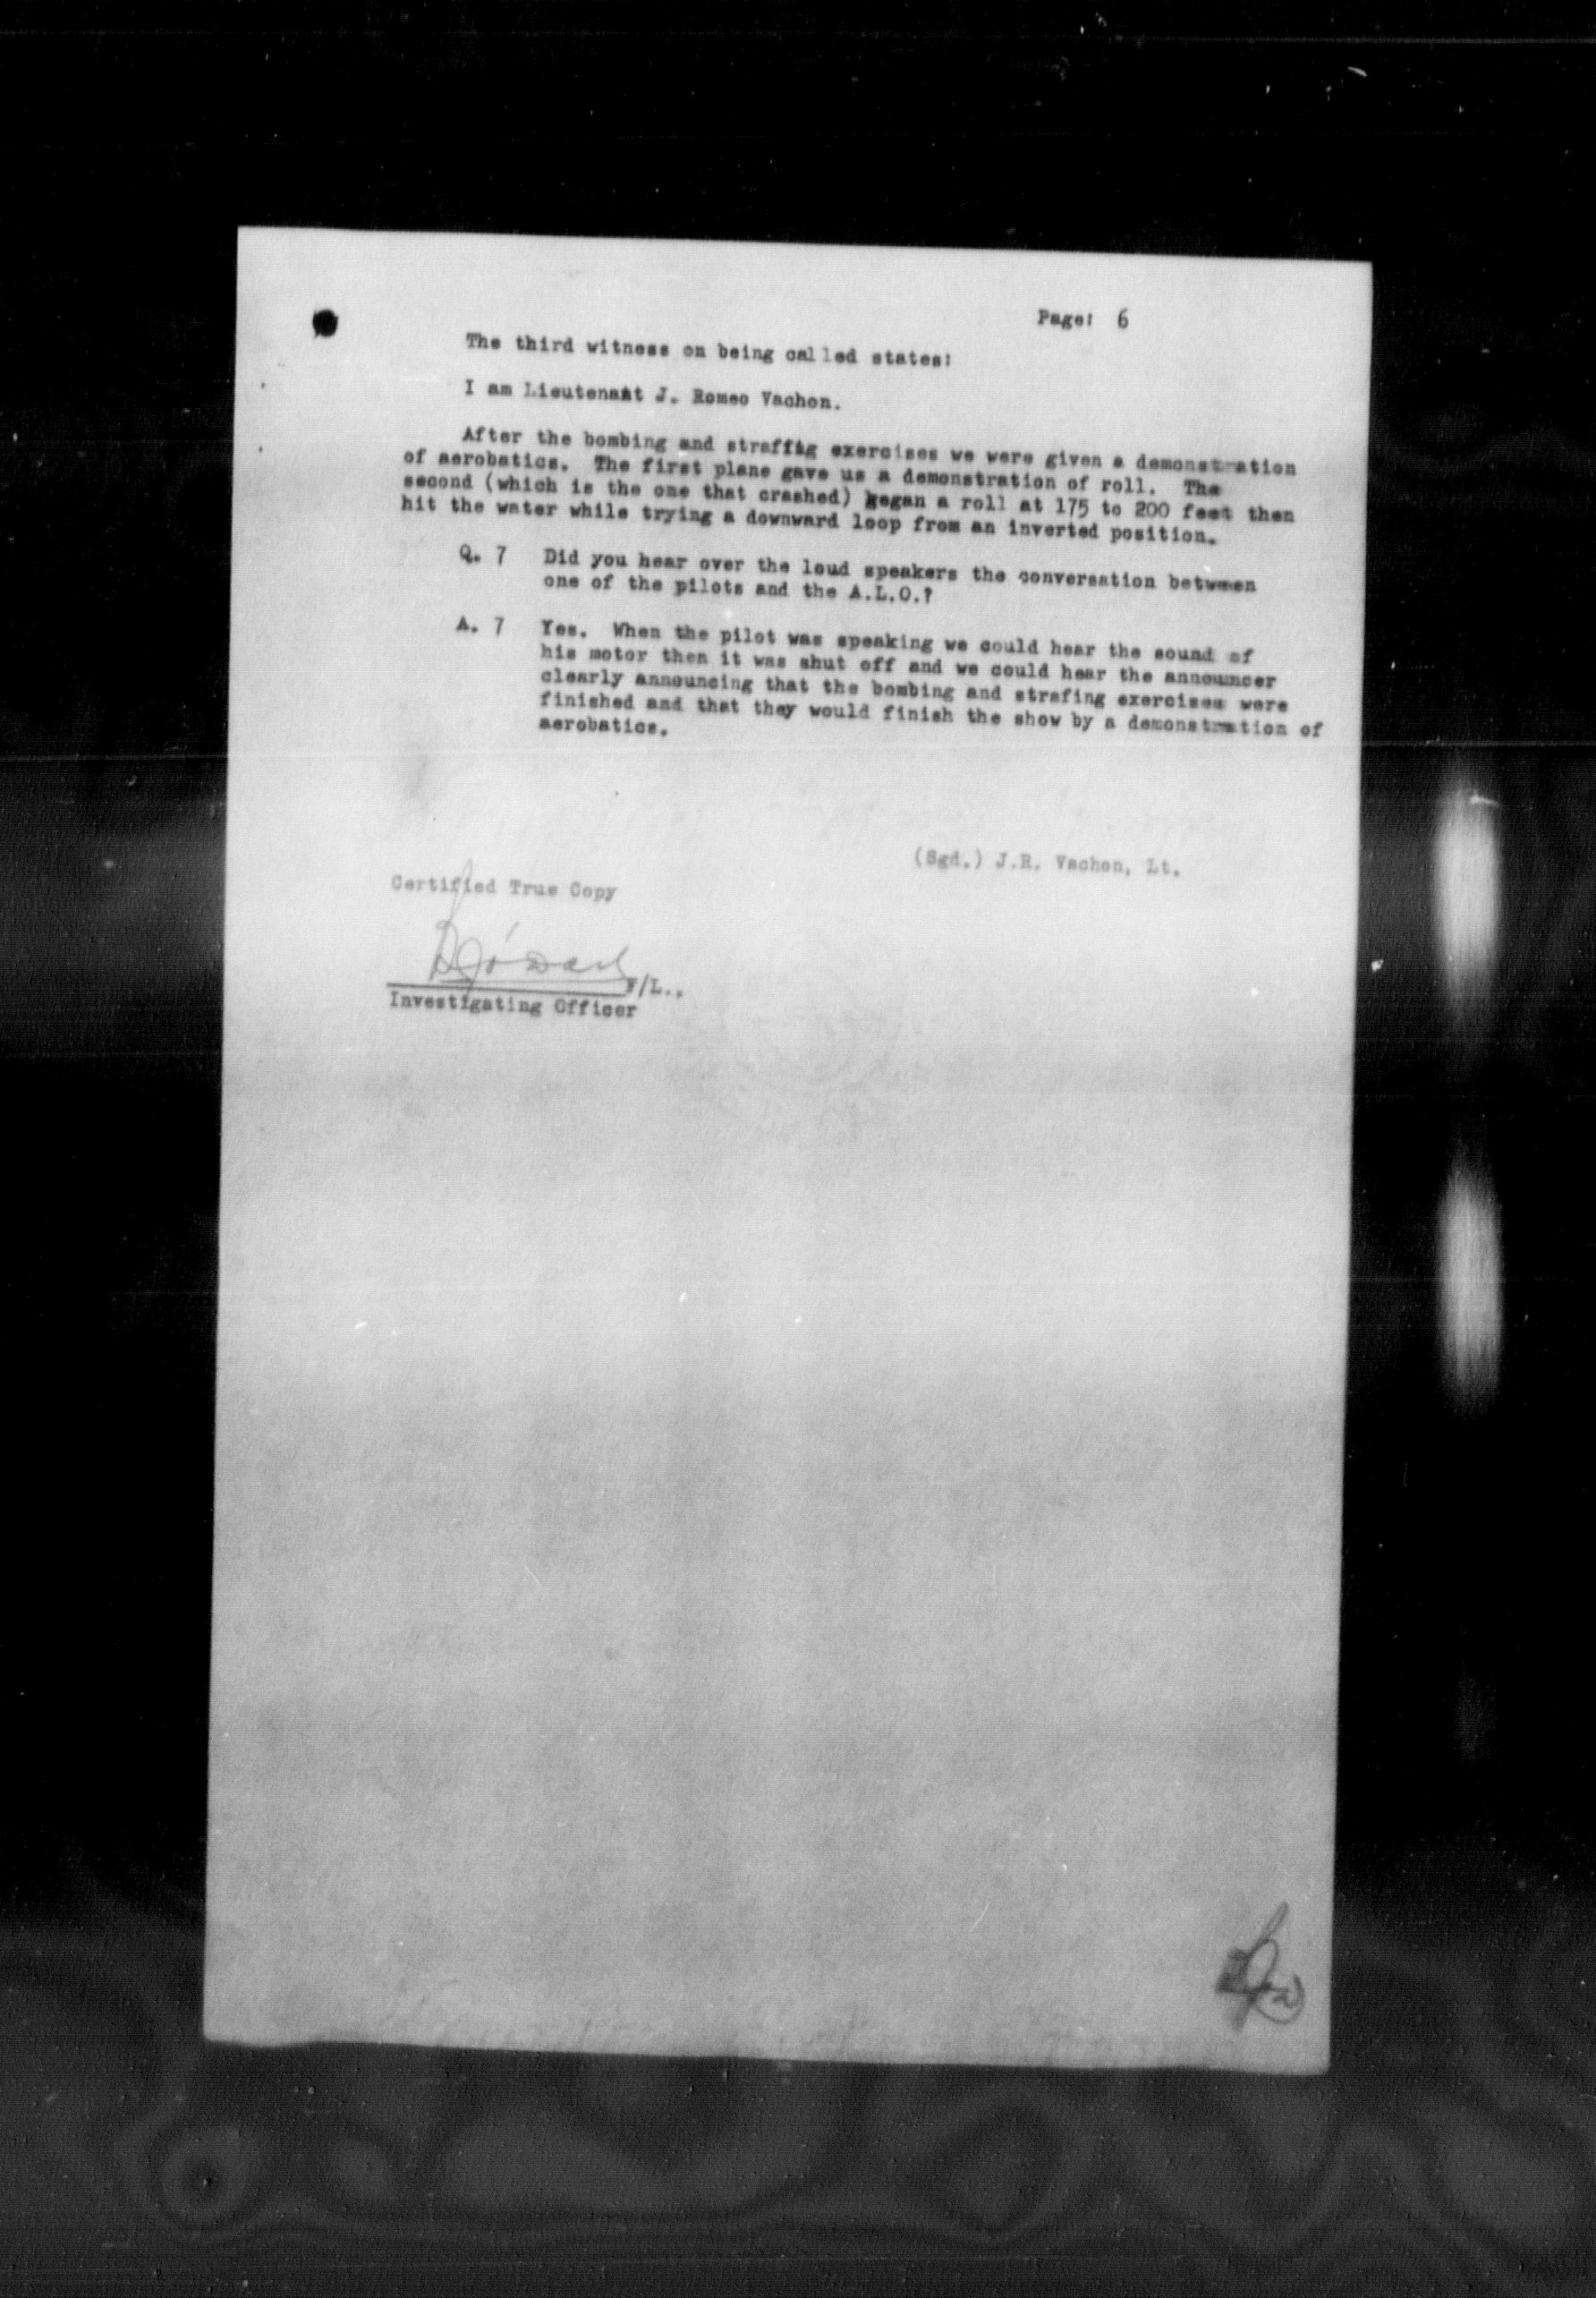 Page: 6
The third witness on being called states:
I am Lieutenant J. Romeo Vachon.
After the bombing and straffing exercises we were given a demonstration
of aerobatics. The first plane gave us a demonstration of roll. The
second (which is the one that crashed) began a roll at 175 to 200 feet then
hit the water while trying a downward loop from an inverted position.
Q. 7 Did you hear over the loud speakers the conversation between
one of the pilots and the A.L.O.?
A. 7 Yes. When the pilot was speaking we could hear the sound of
his motor then it was shut off and we could hear the announcer
clearly announcing that the bombing and strafing exercises were
finished and that they would finish the show by a demonstration of
aerobatics.
(Sgd.) J.R. Vachon, Lt.
Certified True Copy
F/L.,
Investigating Officer